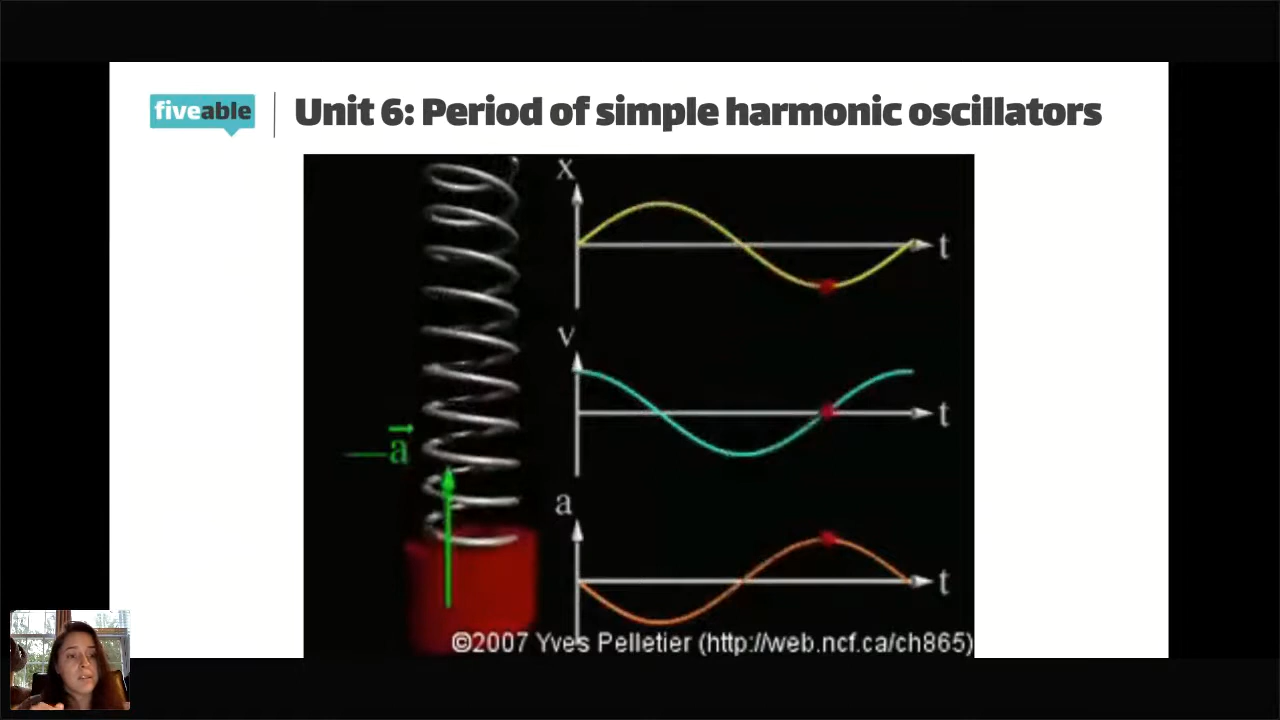 fiveable
Unit 6: Period of simple harmonic oscillators
x
t
v
t
a
a
t
©2007 Yves Pelletier (http://web.ncf.ca/ch865)